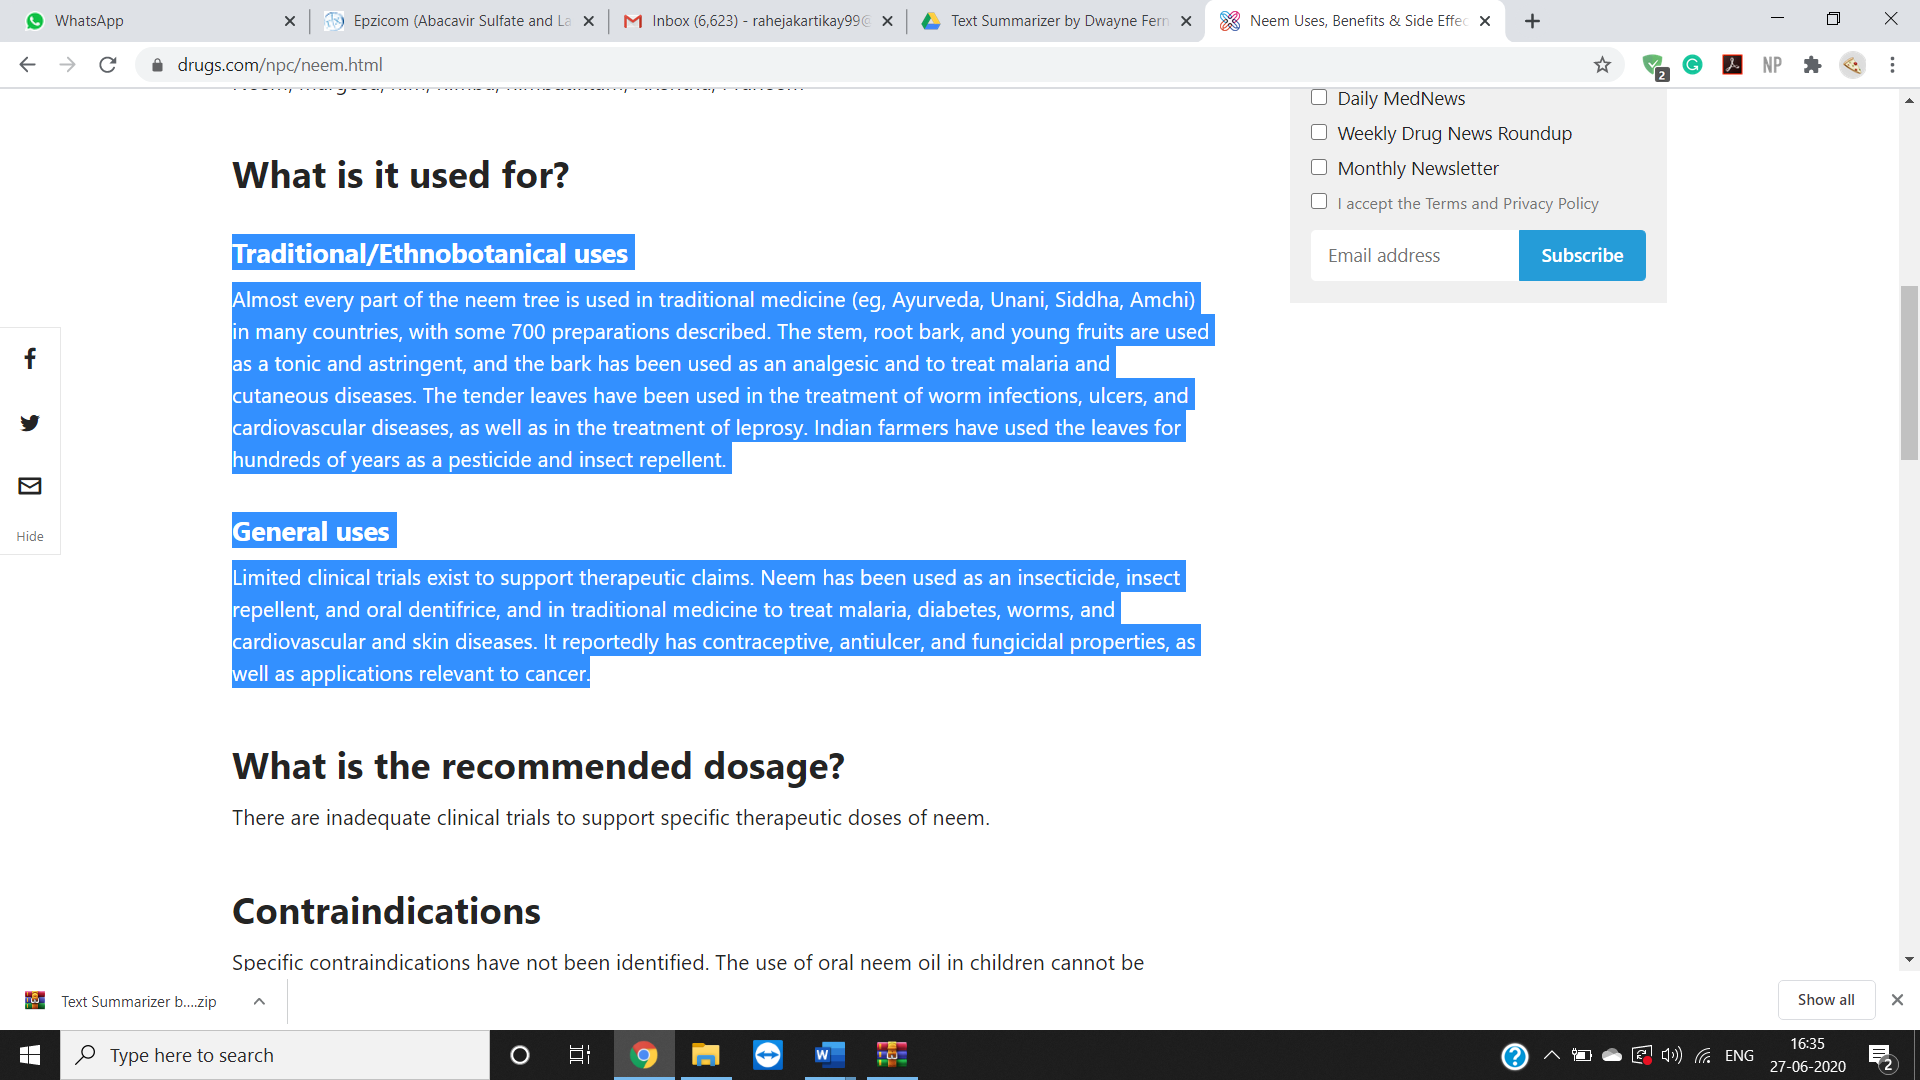 WhatsApp
Epzicom (Abacavir Sulfate and La
Inbox (6,623) - rahejakartikay99@
Text Summarizer by Dwayne Fern
Neem Uses, Benefits & Side Effec
drugs.com/npc/neem.html
2
NP
Daily MedNews
Weekly Drug News Roundup
Monthly Newsletter
I accept the Terms and Privacy Policy
Email address
Subscribe
What is it used for?
Traditional/Ethnobotanical uses
Almost every part of the neem tree is used in traditional medicine (eg, Ayurveda, Unani, Siddha, Amchi)
in many countries, with some 700 preparations described. The stem, root bark, and young fruits are used
as a tonic and astringent, and the bark has been used as an analgesic and to treat malaria and
cutaneous diseases. The tender leaves have been used in the treatment of worm infections, ulcers, and
cardiovascular diseases, as well as in the treatment of leprosy. Indian farmers have used the leaves for
hundreds of years as a pesticide and insect repellent.
General uses
Limited clinical trials exist to support therapeutic claims. Neem has been used as an insecticide, insect
repellent, and oral dentifrice, and in traditional medicine to treat malaria, diabetes, worms, and
cardiovascular and skin diseases. It reportedly has contraceptive, antiulcer, and fungicidal properties, as
well as applications relevant to cancer.
What is the recommended dosage?
There are inadequate clinical trials to support specific therapeutic doses of neem.
Contraindications
Specific contraindications have not been identified. The use of oral neem oil in children cannot be
Hide
Text Summarizer b....zip
Show all
Type here to search
ENG
16:35
27-06-2020
2